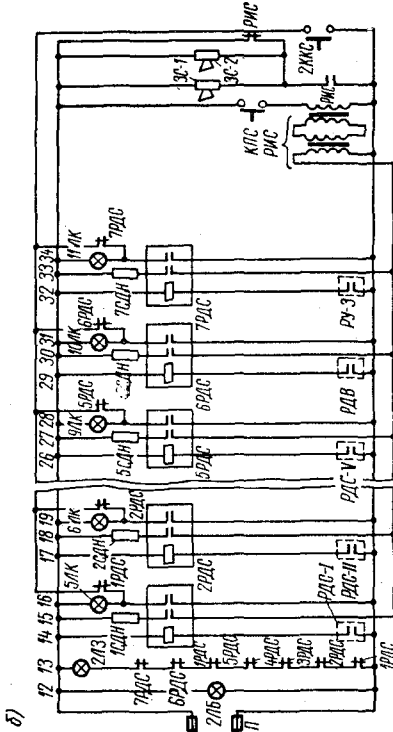 б)
12
13
14
15
16
17
18
19
26
27
28
29
30
31
32
33
34
2ЛЗ
5ЛК
6ЛК
9ЛК
10ЛК
11ЛК
1СДН
1РДС
2СДН
2РДС
5СДН
5РДС
6РДС
7СДН
7РДС
2РДС
5РДС
6РДС
7РДС
7РДС
6РДС
5РДС
4РДС
3РДС
2РДС
1РДС
2ЛБ
П
РДС-I
РДС-II
РДС-V
РДВ
РУ-3
КПС
РИС
РИС
ЗС-1
ЗС-2
РИС
2ККС